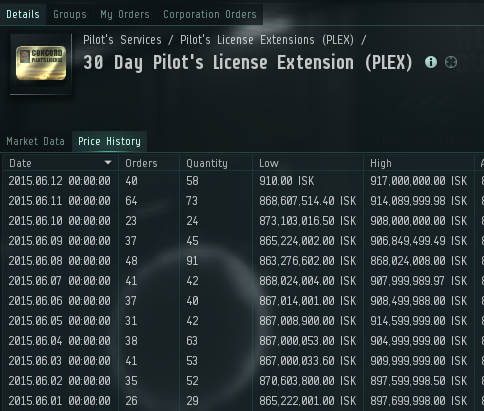 Details Groups My Orders Corporation Orders
Pilot's Services / Pilot's License Extensions (PLEX) /
CONCORD
PILOT'S LICENSE
30 Day Pilot's License Extension (PLEX)
Market Data Price History
Date Orders Quantity Low High
2015.06.12 00:00:00 40 58 910.00 ISK 917,000,000.00 ISK
2015.06.11 00:00:00 64 73 868,607,514.40 ISK 914,089,999.98 ISK
2015.06.10 00:00:00 23 24 873,103,016.50 ISK 908,000,000.00 ISK
2015.06.09 00:00:00 37 45 865,224,002.00 ISK 906,849,499.49 ISK
2015.06.08 00:00:00 48 91 863,276,602.00 ISK 868,024,008.00 ISK
2015.06.07 00:00:00 41 42 868,024,004.00 ISK 907,999,989.97 ISK
2015.06.06 00:00:00 37 40 867,014,001.00 ISK 908,499,988.00 ISK
2015.06.05 00:00:00 31 42 867,008,900.00 ISK 914,599,999.00 ISK
2015.06.04 00:00:00 38 63 867,000,053.00 ISK 904,999,999.00 ISK
2015.06.03 00:00:00 41 53 867,000,033.60 ISK 909,999,999.00 ISK
2015.06.02 00:00:00 35 52 870,603,800.00 ISK 897,599,998.50 ISK
2015.06.01 00:00:00 26 29 865,222,001.00 ISK 897,699,998.00 ISK